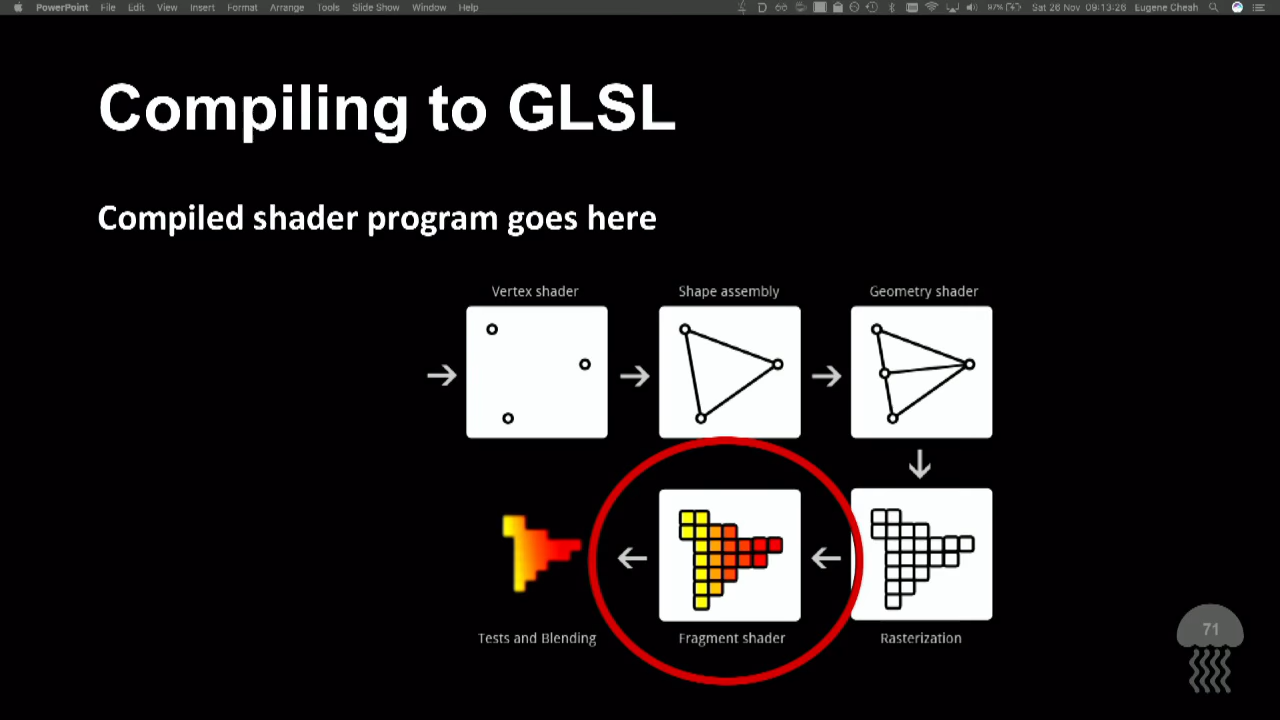 PowerPoint File Edit View Insert Format Arrange Tools Slide Show Window Help 97% Sat 26 Nov 09:13:26 Eugene Cheah
Compiling to GLSL
Compiled shader program goes here
Vertex shader Shape assembly Geometry shader
Tests and Blending Fragment shader Rasterization
71